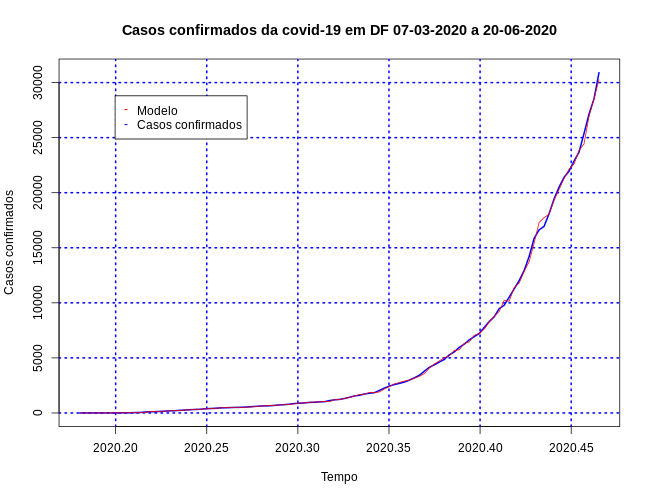 Casos confirmados da covid-19 em DF 07-03-2020 a 20-06-2020
Casos confirmados
30000
25000
20000
15000
10000
5000
0
- Modelo
- Casos confirmados
2020.20 2020.25 2020.30 2020.35 2020.40 2020.45
Tempo